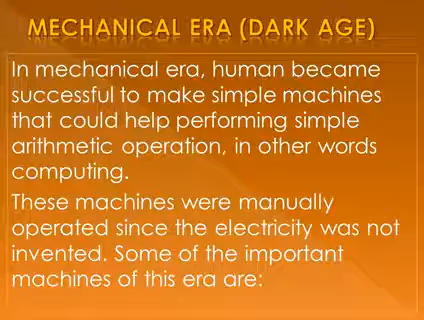 MECHANICAL ERA (DARK AGE)
In mechanical era, human became
successful to make simple machines
that could help performing simple
arithmetic operation, in other words
computing.
These machines were manually
operated since the electricity was not
invented. Some of the important
machines of this era are: